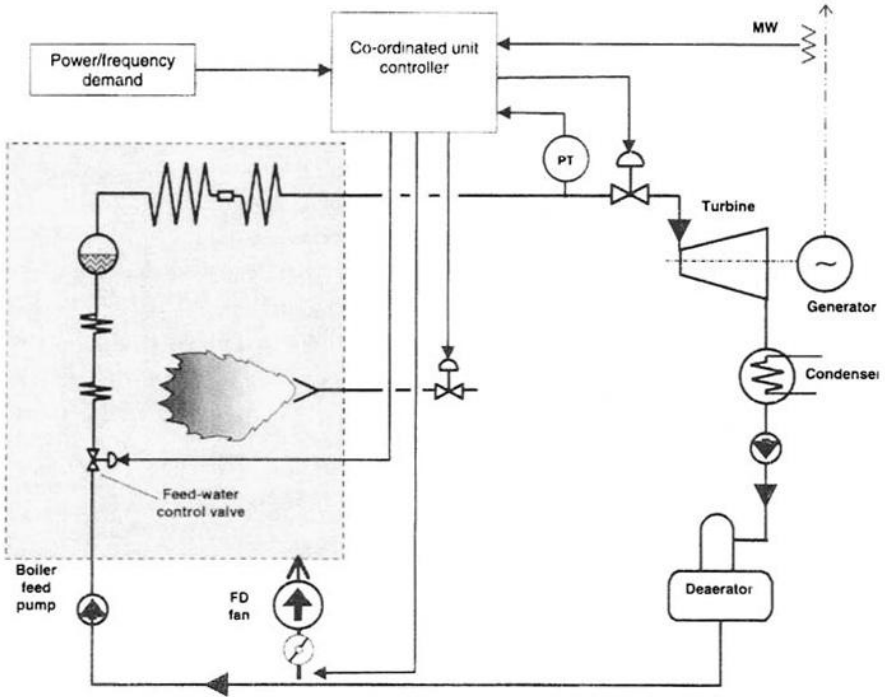 MW
Co-ordinated unit
controller
Power/frequency
demand
PT
Turbine
~
Generator
Condenser
Feed-water
control valve
Boiler
feed
pump
FD
fan
Deaerator